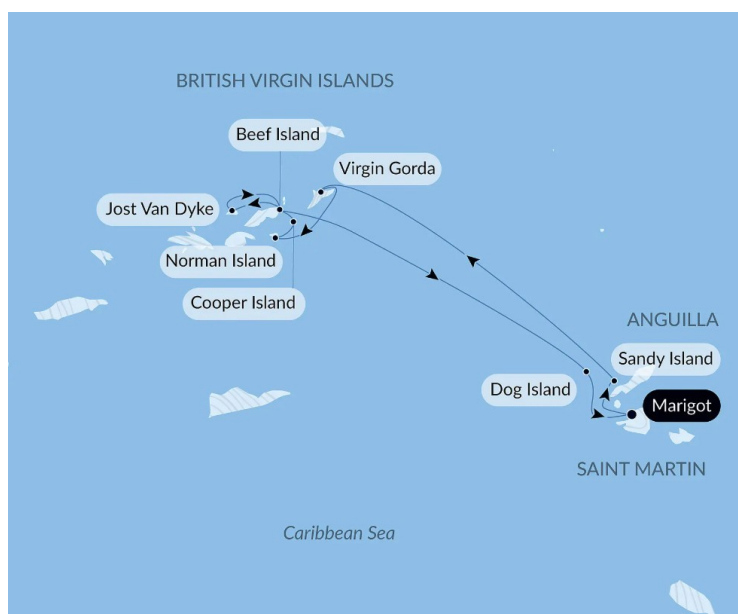 BRITISH VIRGIN ISLANDS
Beef Island
Virgin Gorda
Jost Van Dyke
Norman Island
Cooper Island
ANGUILLA
Sandy Island
Dog Island
Marigot
SAINT MARTIN
Caribbean Sea